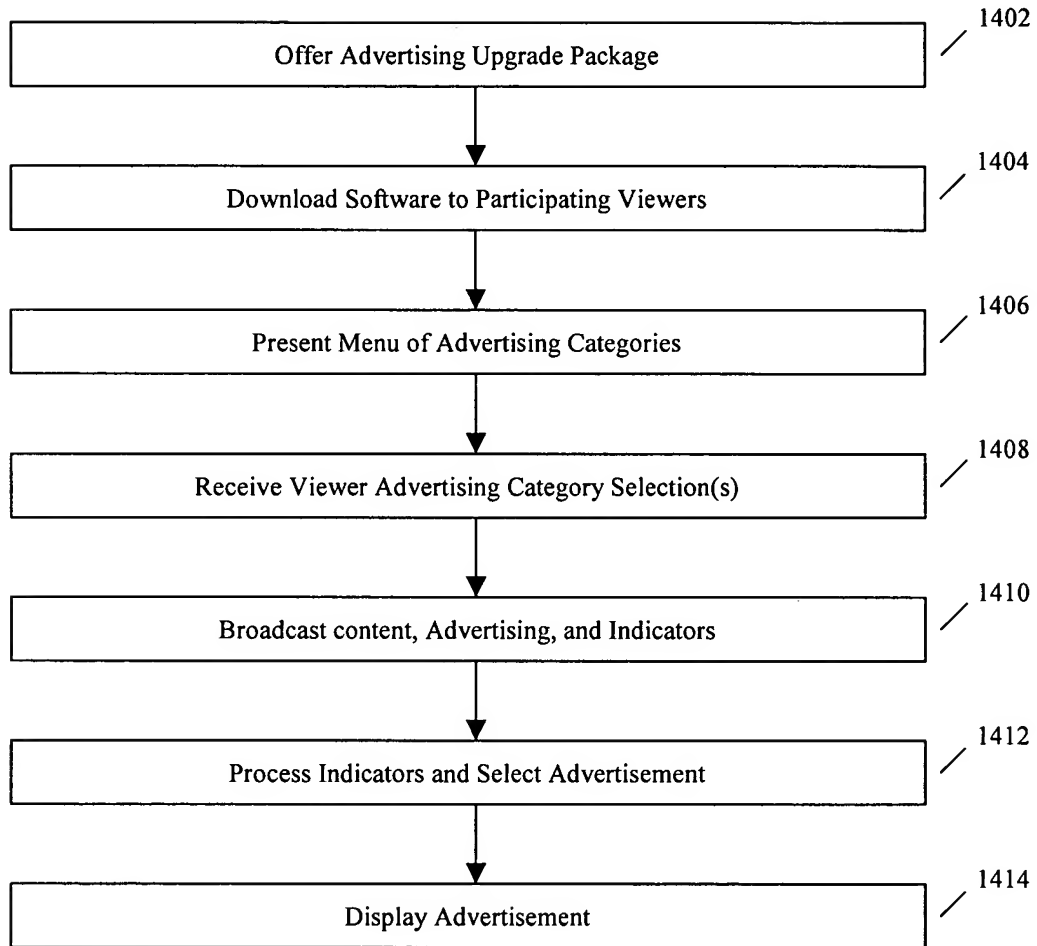 1402
Offer Advertising Upgrade Package
1404
Download Software to Participating Viewers
1406
Present Menu of Advertising Categories
1408
Receive Viewer Advertising Category Selection(s)
1410
Broadcast content, Advertising, and Indicators
1412
Process Indicators and Select Advertisement
1414
Display Advertisement